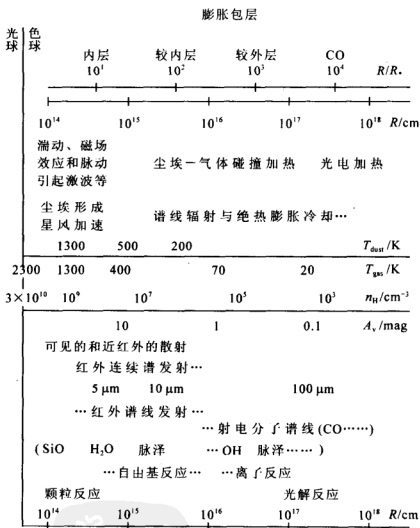 膨胀包层
光球 色球
内层 较内层 较外层 CO
10¹ 10² 10³ 10⁴ R/R*
10¹⁴ 10¹⁵ 10¹⁶ 10¹⁷ 10¹⁸ R/cm
湍动、磁场
效应和脉动 尘埃—气体碰撞加热 光电加热
引起激波等
尘埃形成
星风加速 谱线辐射与绝热膨胀冷却…
1300 500 200 T_dust/K
2300 1300 400 70 20 T_gas/K
3×10¹⁰ 10⁹ 10⁷ 10⁵ 10³ n_H/cm⁻³
10 1 0.1 A_v/mag
可见的和近红外的散射
红外连续谱发射…
5 μm 10 μm 100 μm
…红外谱线发射…
…射电分子谱线(CO……)
(SiO H₂O 脉泽 …OH 脉泽……)
…自由基反应… …离子反应
颗粒反应 光解反应
10¹⁴ 10¹⁵ 10¹⁶ 10¹⁷ 10¹⁸ R/cm